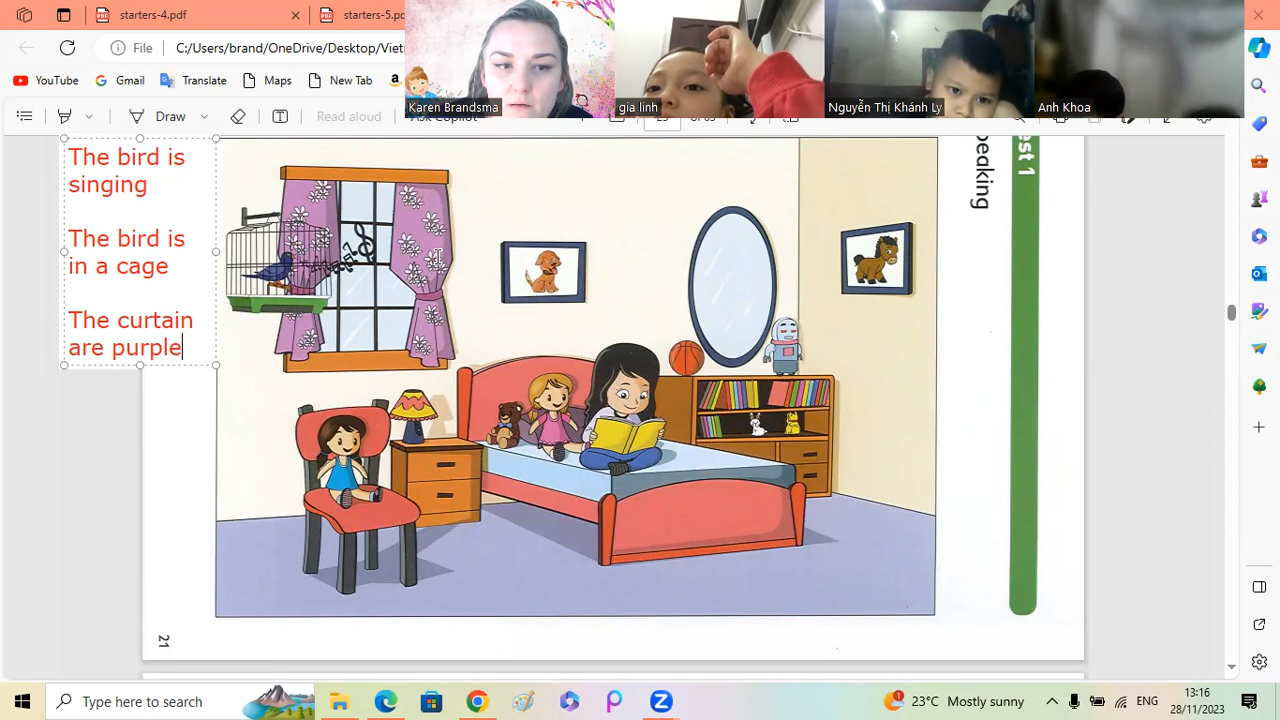 starters-4.pdf
starters-5.p
File
C:/Users/brand/OneDrive/Desktop/Viet
YouTube
Gmail
Translate
Maps
New Tab
Karen Brandsma
gia linh
Nguyễn Thị Khánh Ly
Anh Khoa
Draw
Read aloud
The bird is
singing
The bird is
in a cage
The curtain
are purple
est 1
peaking
21
Type here to search
1
23°C Mostly sunny
ENG
13:16
28/11/2023